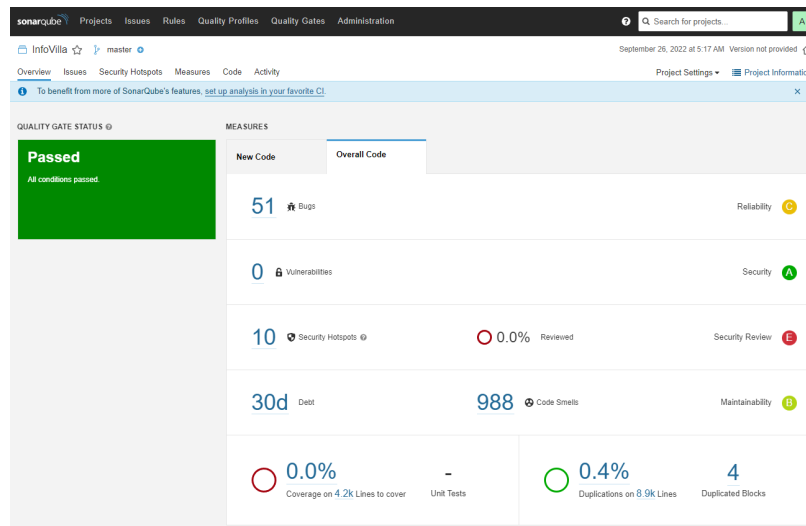 sonarqube Projects Issues Rules Quality Profiles Quality Gates Administration ? Search for projects... A
InfoVilla master September 26, 2022 at 5:17 AM Version not provided
Overview Issues Security Hotspots Measures Code Activity Project Settings Project Informatio
To benefit from more of SonarQube's features, set up analysis in your favorite CI. ×
QUALITY GATE STATUS ? MEASURES
Passed
All conditions passed.
New Code Overall Code
51 Bugs Reliability C
0 Vulnerabilities Security A
10 Security Hotspots ? 0.0% Reviewed Security Review E
30d Debt 988 Code Smells Maintainability B
0.0% - 0.4% 4
Coverage on 4.2k Lines to cover Unit Tests Duplications on 8.9k Lines Duplicated Blocks